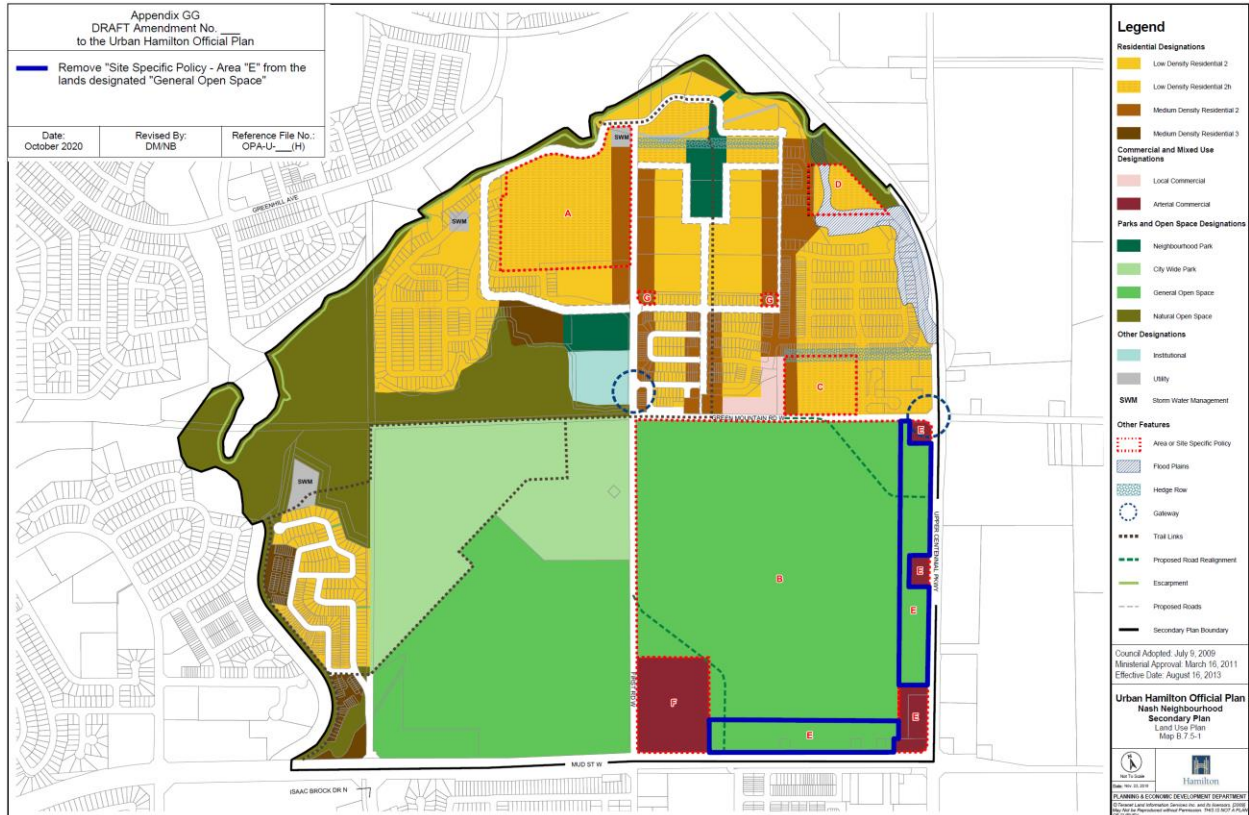 Appendix GG
DRAFT Amendment No. ___
to the Urban Hamilton Official Plan
Remove "Site Specific Policy - Area "E" from the
lands designated "General Open Space"
Date:
October 2020
Revised By:
DM/NB
Reference File No.:
OPA-U-___(H)
GREENHILL AVE
SWM
SWM
A
D
G
G
C
GREEN MOUNTAIN RD W
SWM
E
UPPER CENTENNIAL PKWY
B
E
E
FIRST RD W
F
E
E
MUD ST W
ISAAC BROCK DR N
Legend
Residential Designations
Low Density Residential 2
Low Density Residential 2h
Medium Density Residential 2
Medium Density Residential 3
Commercial and Mixed Use
Designations
Local Commercial
Arterial Commercial
Parks and Open Space Designations
Neighbourhood Park
City Wide Park
General Open Space
Natural Open Space
Other Designations
Institutional
Utility
SWM Storm Water Management
Other Features
Area or Site Specific Policy
Flood Plains
Hedge Row
Gateway
Trail Links
Proposed Road Realignment
Escarpment
Proposed Roads
Secondary Plan Boundary
Council Adopted: July 9, 2009
Ministerial Approval: March 16, 2011
Effective Date: August 16, 2013
Urban Hamilton Official Plan
Nash Neighbourhood
Secondary Plan
Land Use Plan
Map B.7.5-1
N
Not To Scale
Hamilton
PLANNING & ECONOMIC DEVELOPMENT DEPARTMENT